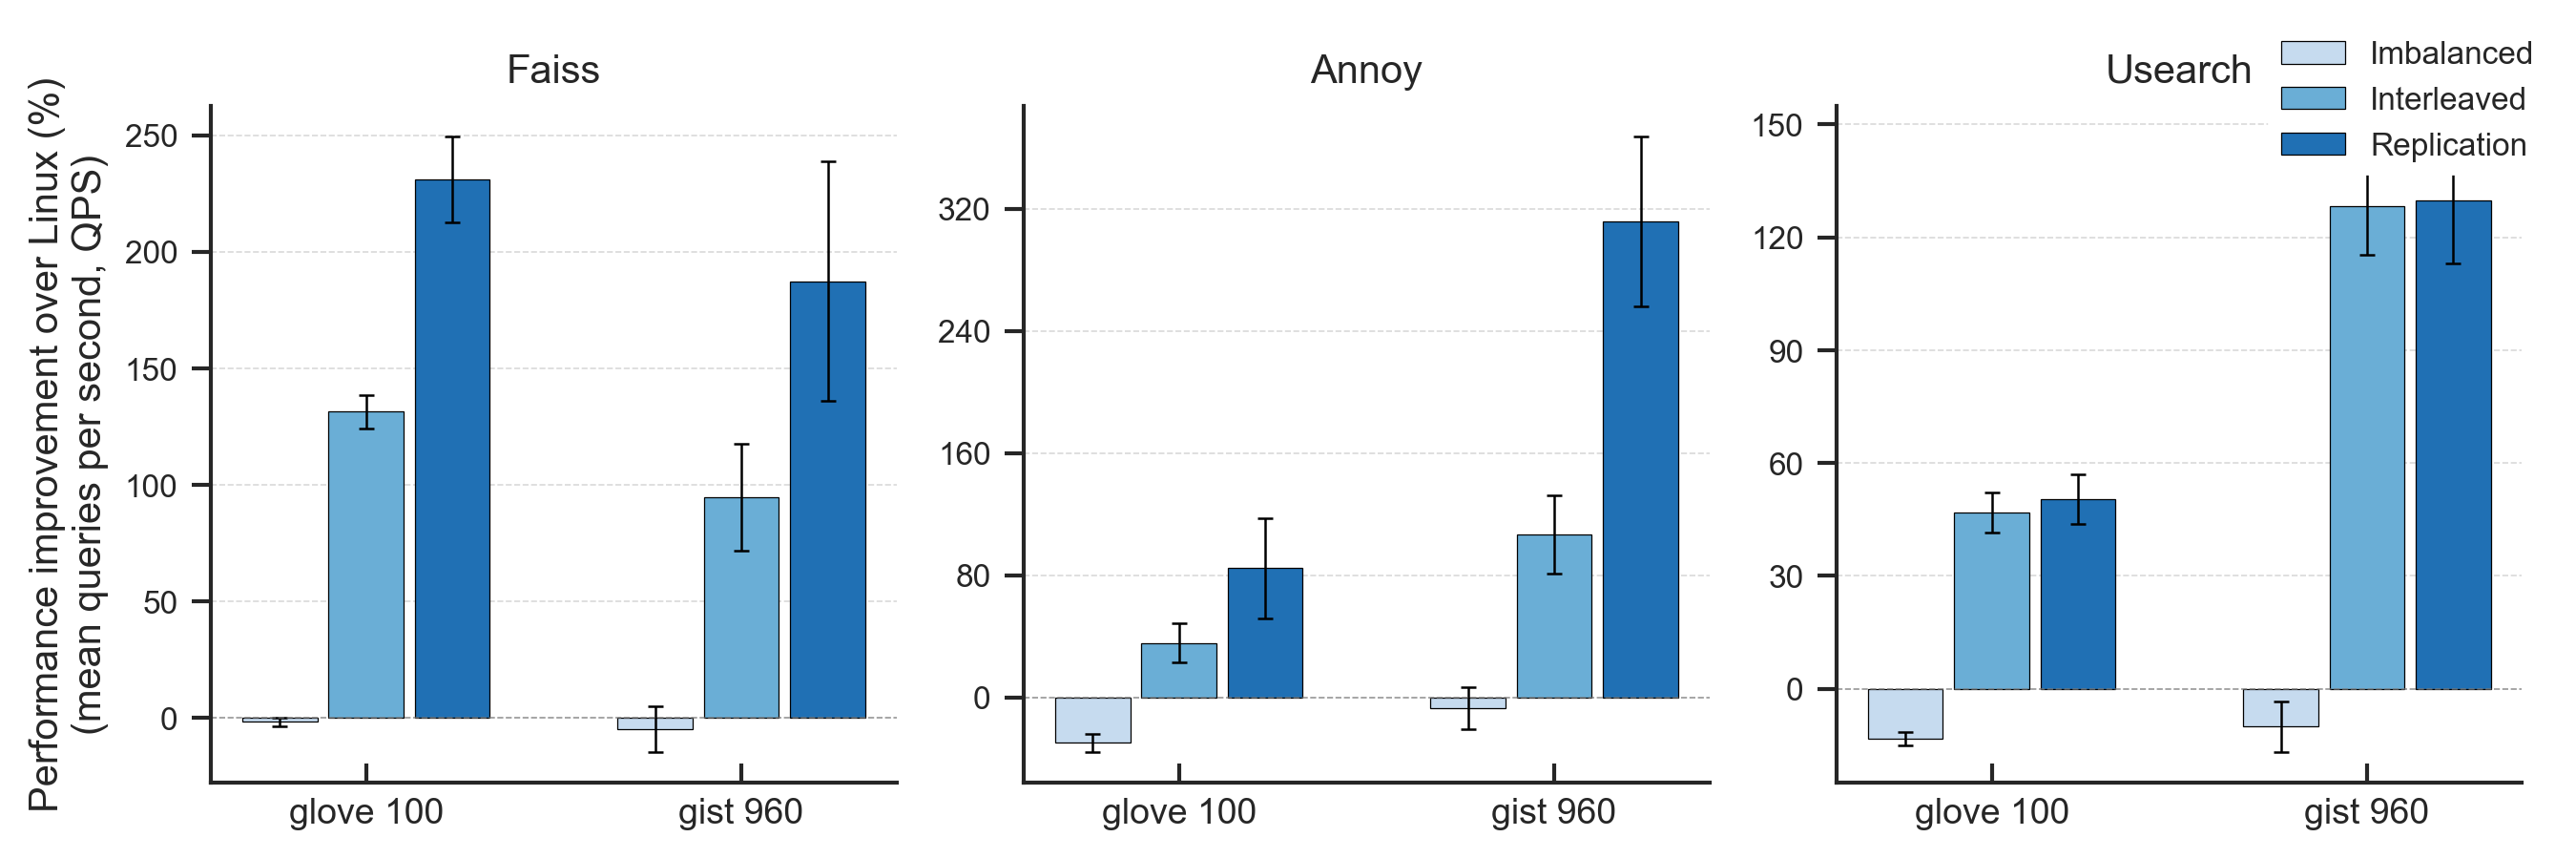 Performance improvement over Linux (%)
(mean queries per second, QPS)
Faiss
250
200
150
100
50
0
glove 100
gist 960
Annoy
320
240
160
80
0
glove 100
gist 960
Usearch
150
120
90
60
30
0
glove 100
gist 960
Imbalanced
Interleaved
Replication